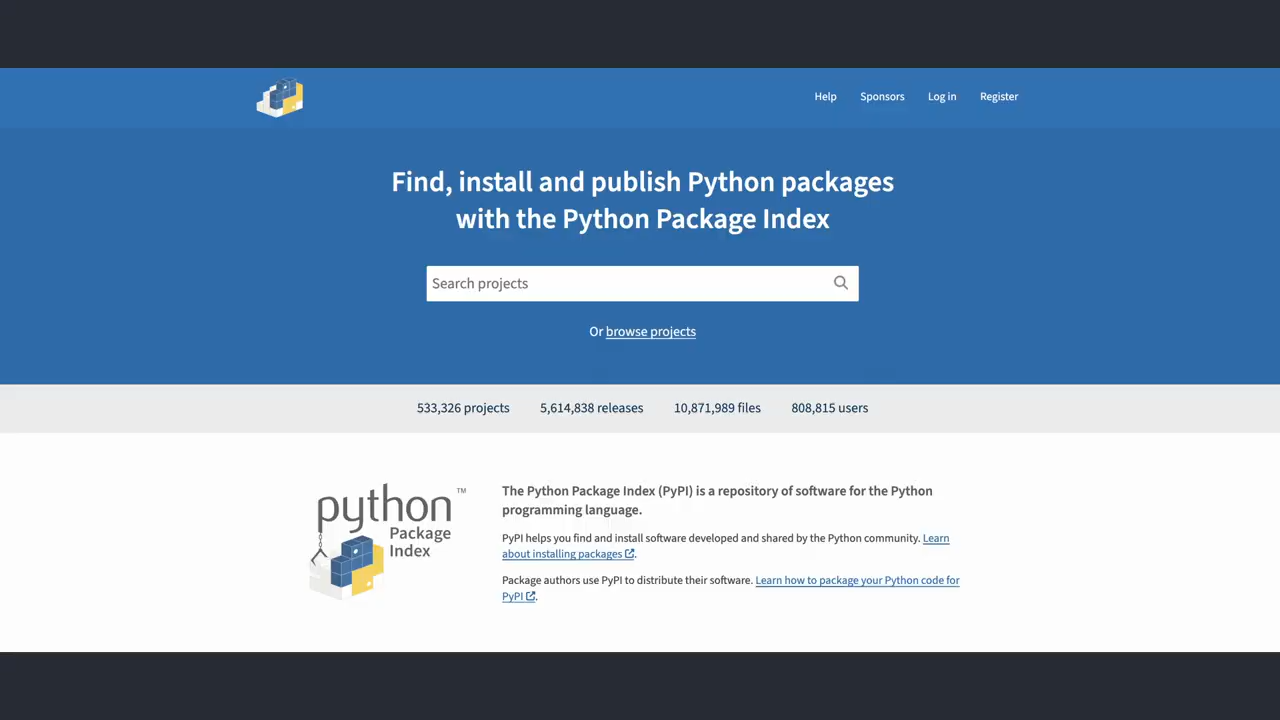 Help Sponsors Log in Register
Find, install and publish Python packages
with the Python Package Index
Search projects
Or browse projects
533,326 projects 5,614,838 releases 10,871,989 files 808,815 users
python™
Package
Index
The Python Package Index (PyPI) is a repository of software for the Python
programming language.
PyPI helps you find and install software developed and shared by the Python community. Learn
about installing packages.
Package authors use PyPI to distribute their software. Learn how to package your Python code for
PyPI.